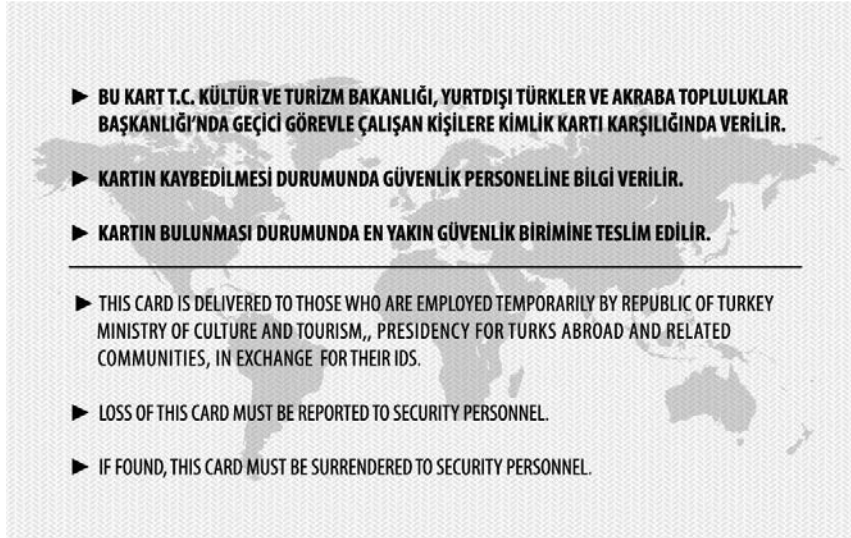 ► BU KART T.C. KÜLTÜR VE TURİZM BAKANLIĞI, YURTDIŞI TÜRKLER VE AKRABA TOPLULUKLAR
BAŞKANLIĞI’NDA GEÇİCİ GÖREVLE ÇALIŞAN KİŞİLERE KİMLİK KARTI KARŞILIĞINDA VERİLİR.
► KARTIN KAYBEDİLMESİ DURUMUNDA GÜVENLİK PERSONELİNE BİLGİ VERİLİR.
► KARTIN BULUNMASI DURUMUNDA EN YAKIN GÜVENLİK BİRİMİNE TESLİM EDİLİR.
► THIS CARD IS DELIVERED TO THOSE WHO ARE EMPLOYED TEMPORARILY BY REPUBLIC OF TURKEY
MINISTRY OF CULTURE AND TOURISM,, PRESIDENCY FOR TURKS ABROAD AND RELATED
COMMUNITIES, IN EXCHANGE FOR THEIR IDS.
► LOSS OF THIS CARD MUST BE REPORTED TO SECURITY PERSONNEL.
► IF FOUND, THIS CARD MUST BE SURRENDERED TO SECURITY PERSONNEL.